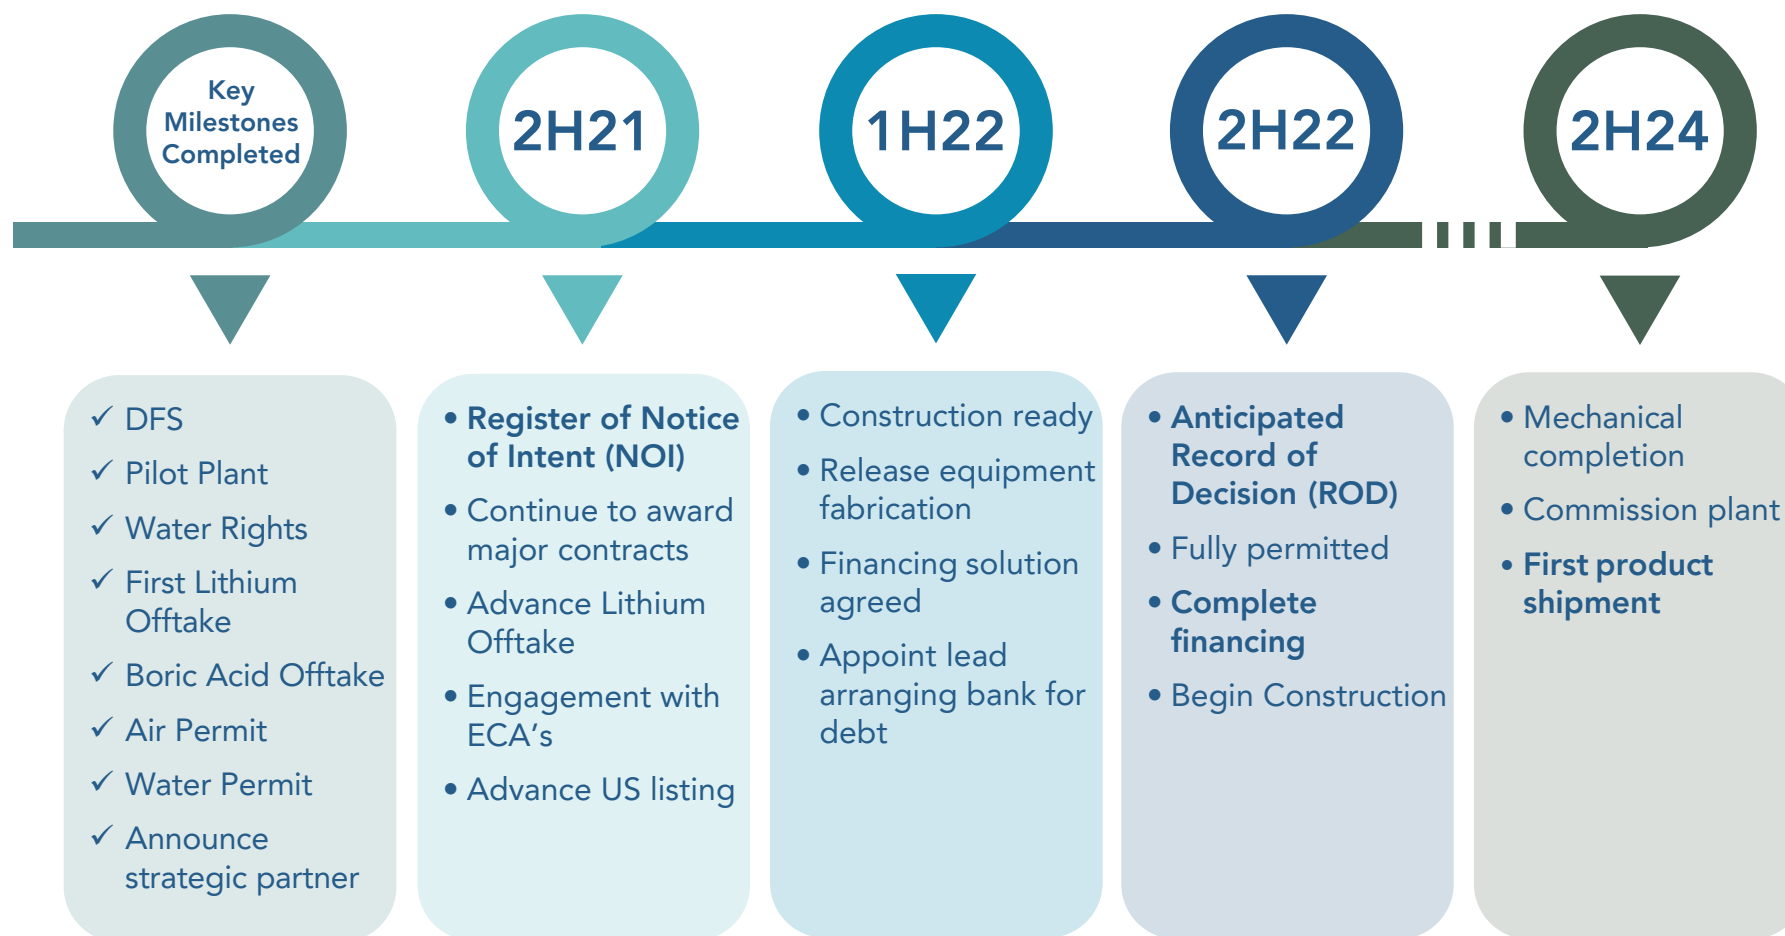 Key
Milestones
Completed
2H21
1H22
2H22
2H24
✓ DFS
✓ Pilot Plant
✓ Water Rights
✓ First Lithium
Offtake
✓ Boric Acid Offtake
✓ Air Permit
✓ Water Permit
✓ Announce
strategic partner
• Register of Notice
of Intent (NOI)
• Continue to award
major contracts
• Advance Lithium
Offtake
• Engagement with
ECA's
• Advance US listing
• Construction ready
• Release equipment
fabrication
• Financing solution
agreed
• Appoint lead
arranging bank for
debt
• Anticipated
Record of
Decision (ROD)
• Fully permitted
• Complete
financing
• Begin Construction
• Mechanical
completion
• Commission plant
• First product
shipment